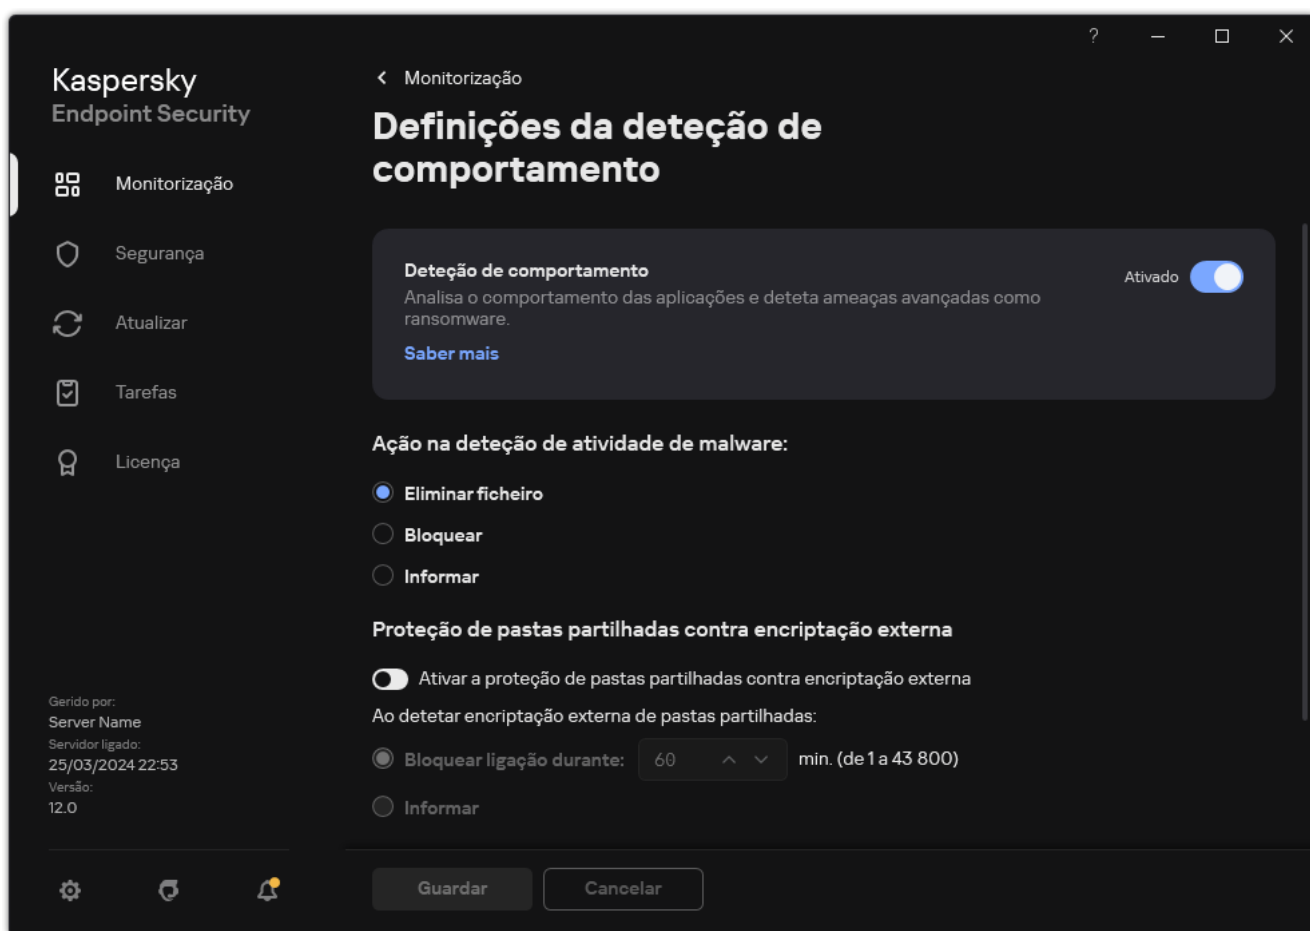 ?
Kaspersky
Endpoint Security
Monitorização
Segurança
Atualizar
Tarefas
Licença
Gerido por:
Server Name
Servidor ligado:
25/03/2024 22:53
Versão:
12.0
Monitorização
Definições da deteção de
comportamento
Deteção de comportamento
Analisa o comportamento das aplicações e deteta ameaças avançadas como
ransomware.
Saber mais
Ativado
Ação na deteção de atividade de malware:
Eliminar ficheiro
Bloquear
Informar
Proteção de pastas partilhadas contra encriptação externa
Ativar a proteção de pastas partilhadas contra encriptação externa
Ao detetar encriptação externa de pastas partilhadas:
Bloquear ligação durante: 60 min. (de 1 a 43 800)
Informar
Guardar Cancelar